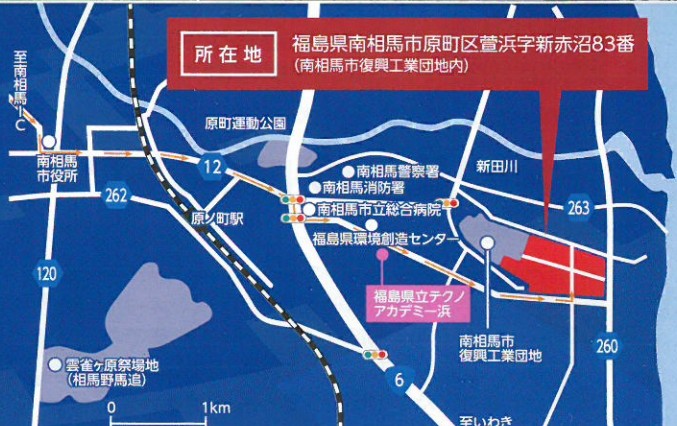 所在地
福島県南相馬市原町区萱浜字新赤沼83番
(南相馬市復興工業団地内)
至南相馬IC
原町運動公園
南相馬
市役所
12
南相馬警察署
新田川
南相馬消防署
262
263
原ノ町駅
南相馬市立総合病院
福島県環境創造センター
120
福島県立テクノ
アカデミー浜
南相馬市
復興工業団地
260
雲雀ヶ原祭場地
(相馬野馬追)
6
0
1km
至いわき